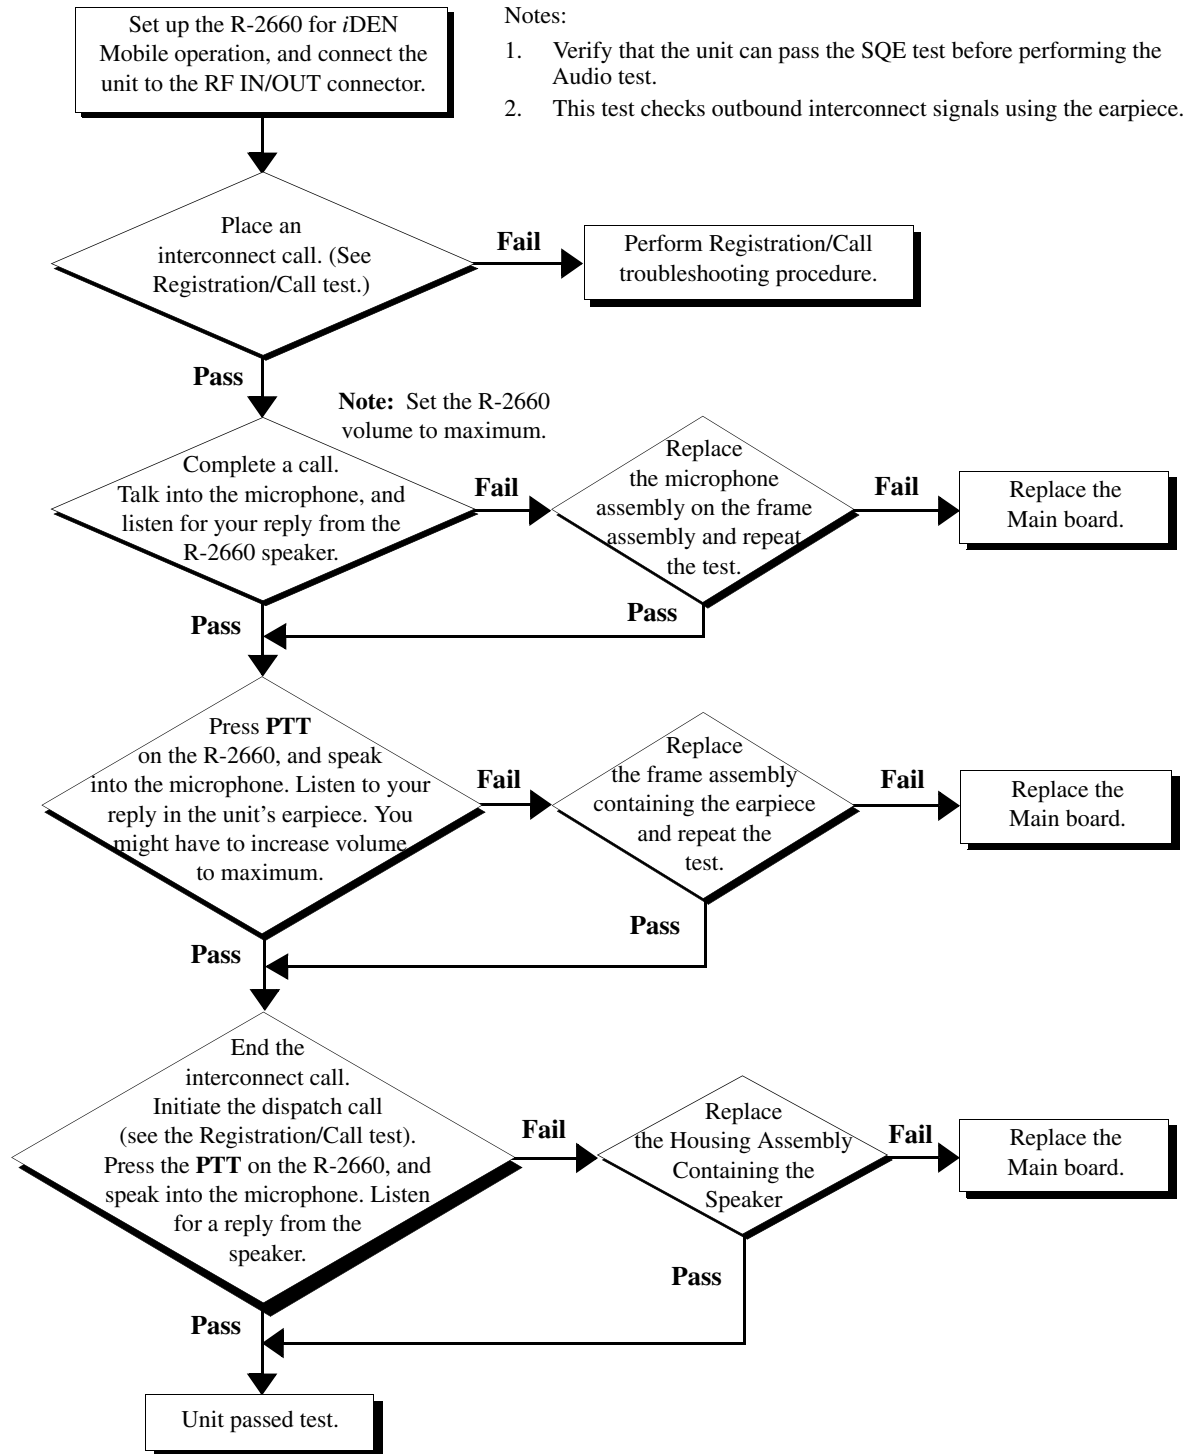 Set up the R-2660 for iDEN
Mobile operation, and connect the
unit to the RF IN/OUT connector.
Notes:
1. Verify that the unit can pass the SQE test before performing the
Audio test.
2. This test checks outbound interconnect signals using the earpiece.
Place an
interconnect call. (See
Registration/Call test.)
Fail
Perform Registration/Call
troubleshooting procedure.
Pass
Note: Set the R-2660
volume to maximum.
Complete a call.
Talk into the microphone, and
listen for your reply from the
R-2660 speaker.
Fail
Replace
the microphone
assembly on the frame
assembly and repeat
the test.
Fail
Replace the
Main board.
Pass
Pass
Press PTT
on the R-2660, and speak
into the microphone. Listen to your
reply in the unit's earpiece. You
might have to increase volume
to maximum.
Fail
Replace
the frame assembly
containing the earpiece
and repeat the
test.
Fail
Replace the
Main board.
Pass
Pass
End the
interconnect call.
Initiate the dispatch call
(see the Registration/Call test).
Press the PTT on the R-2660, and
speak into the microphone. Listen
for a reply from the
speaker.
Fail
Replace
the Housing Assembly
Containing the
Speaker
Fail
Replace the
Main board.
Pass
Pass
Unit passed test.